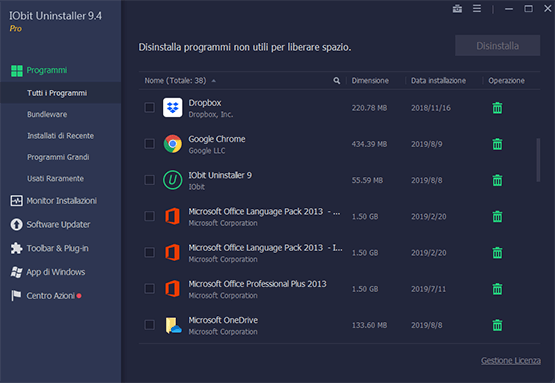 IObit Uninstaller 9.4
Pro
Disinstalla programmi non utili per liberare spazio.
Disinstalla
Programmi
Tutti i Programmi
Bundleware
Installati di Recente
Programmi Grandi
Usati Raramente
Monitor Installazioni
Software Updater
Toolbar & Plug-in
App di Windows
Centro Azioni
Nome (Totale: 38) Dimensione Data installazione Operazione
Dropbox
Dropbox, Inc.
220.78 MB 2018/11/16
Google Chrome
Google LLC
434.39 MB 2019/8/9
IObit Uninstaller 9
IObit
55.59 MB 2019/8/8
Microsoft Office Language Pack 2013 - ...
Microsoft Corporation
1.50 GB 2019/2/20
Microsoft Office Language Pack 2013 - I...
Microsoft Corporation
1.50 GB 2019/2/20
Microsoft Office Professional Plus 2013
Microsoft Corporation
1.50 GB 2019/7/11
Microsoft OneDrive
Microsoft Corporation
133.60 MB 2019/8/8
Gestione Licenza